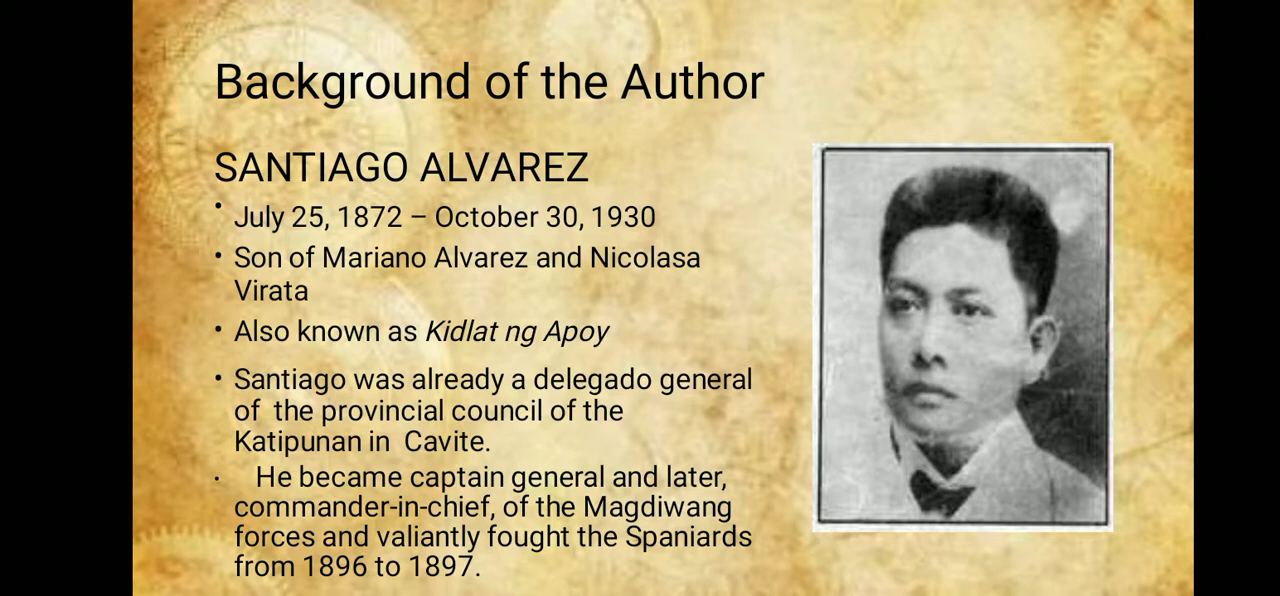 Background of the Author
SANTIAGO ALVAREZ
• July 25, 1872 – October 30, 1930
• Son of Mariano Alvarez and Nicolasa
Virata
• Also known as Kidlat ng Apoy
• Santiago was already a delegado general
of the provincial council of the
Katipunan in Cavite.
• He became captain general and later,
commander-in-chief, of the Magdiwang
forces and valiantly fought the Spaniards
from 1896 to 1897.